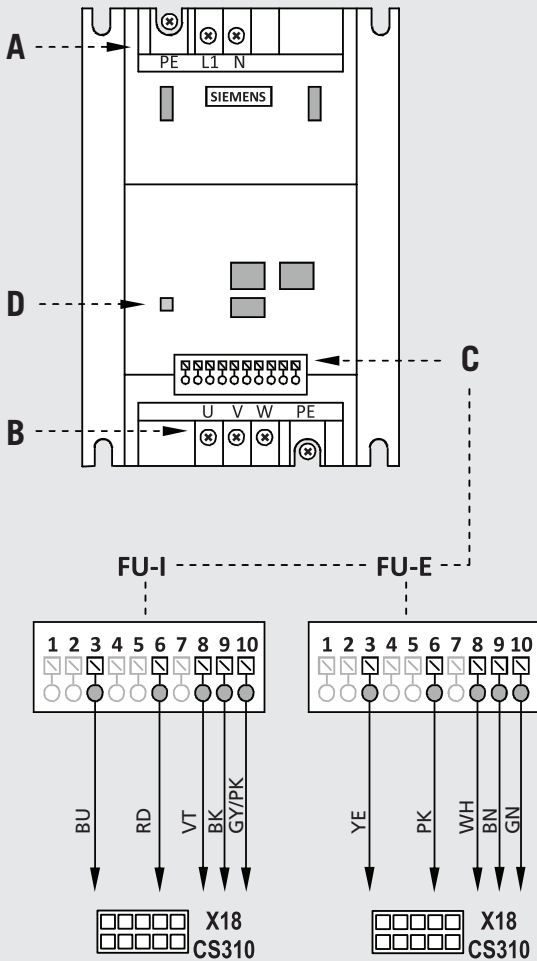 A
PE L1 N
SIEMENS
D
C
U V W PE
B
FU-I FU-E
1 2 3 4 5 6 7 8 9 10
1 2 3 4 5 6 7 8 9 10
BU RD VT BK GY/PK
YE PK WH BN GN
X18
CS310
X18
CS310